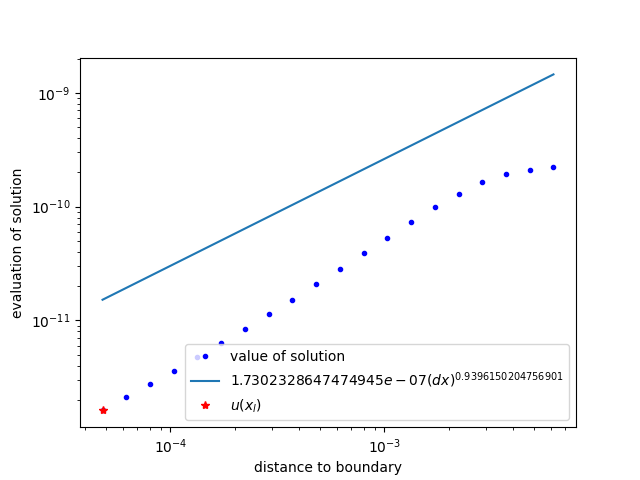 10⁻⁹
10⁻¹⁰
10⁻¹¹
evaluation of solution
value of solution
1.7302328647474945e − 07(dx)^0.9396150204756901
u(x_l)
10⁻⁴
10⁻³
distance to boundary